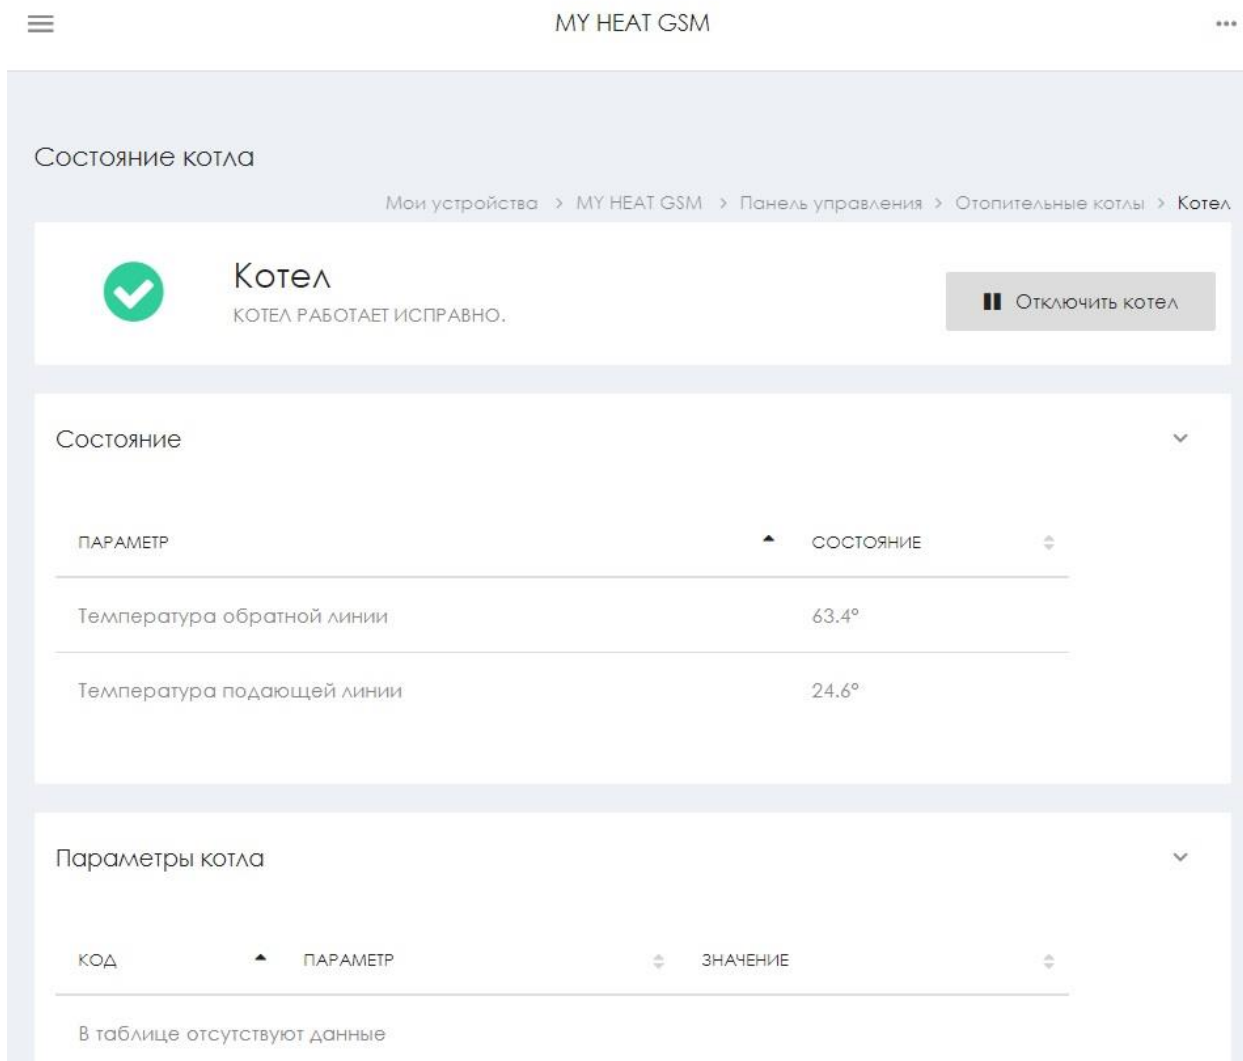 MY HEAT GSM
Состояние котла
Мои устройства > MY HEAT GSM > Панель управления > Отопительные котлы > Котел
Котел
КОТЕЛ РАБОТАЕТ ИСПРАВНО.
Отключить котел
Состояние
ПАРАМЕТР СОСТОЯНИЕ
Температура обратной линии 63.4°
Температура подающей линии 24.6°
Параметры котла
КОД ПАРАМЕТР ЗНАЧЕНИЕ
В таблице отсутствуют данные